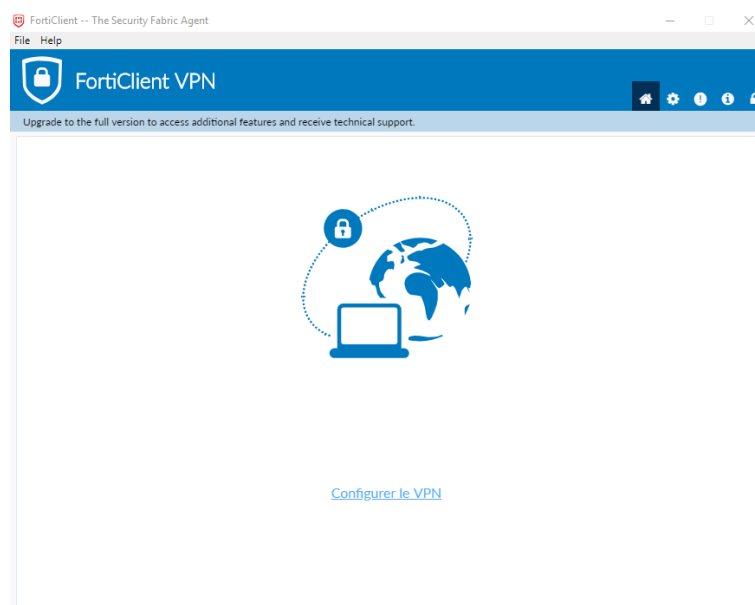 FortiClient -- The Security Fabric Agent
File Help
FortiClient VPN
Upgrade to the full version to access additional features and receive technical support.
Configurer le VPN